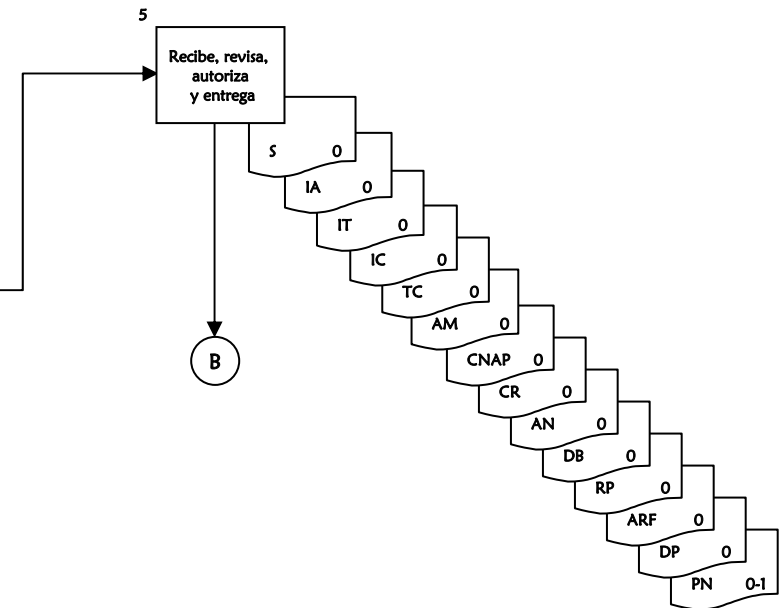 5
Recibe, revisa,
autoriza
y entrega
S 0
IA 0
IT 0
IC 0
TC 0
AM 0
B
CNAP 0
CR 0
AN 0
DB 0
RP 0
ARF 0
DP 0
PN 0-1